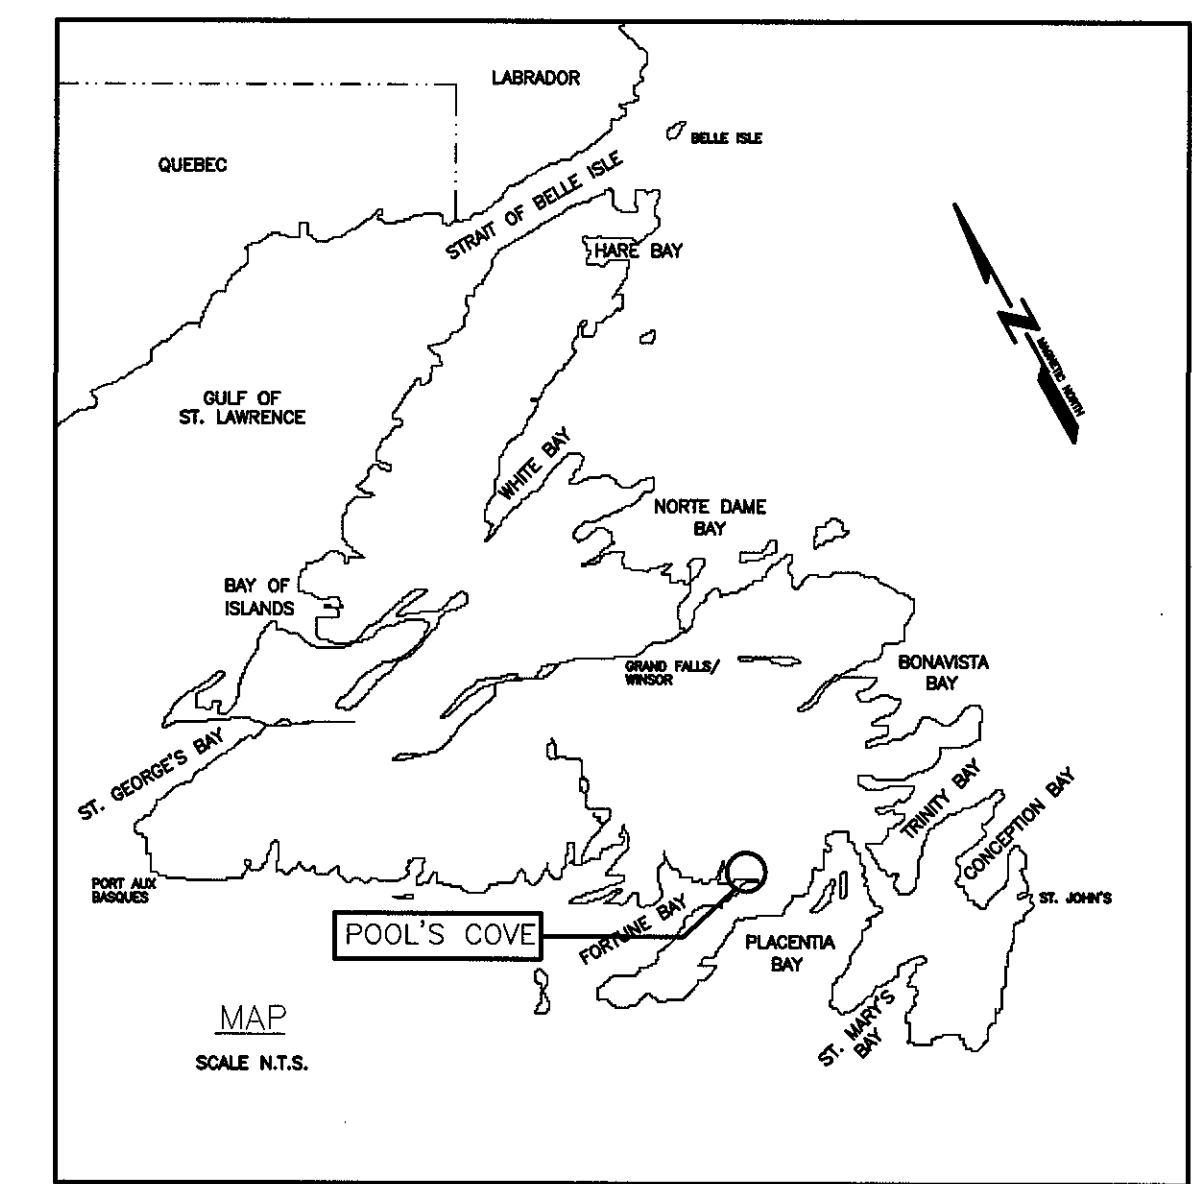 LABRADOR
BELLE ISLE
QUEBEC
STRAIT OF BELLE ISLE
HARE BAY
N
MAGNETIC NORTH
GULF OF
ST. LAWRENCE
WHITE BAY
NORTE DAME
BAY
BAY OF
ISLANDS
GRAND FALLS/
WINSOR
BONAVISTA
BAY
ST. GEORGE'S BAY
TRINITY BAY
CONCEPTION BAY
PORT AUX
BASQUES
ST. JOHN'S
FORTUNE BAY
POOL'S COVE
PLACENTIA
BAY
ST. MARY'S
BAY
MAP
SCALE N.T.S.